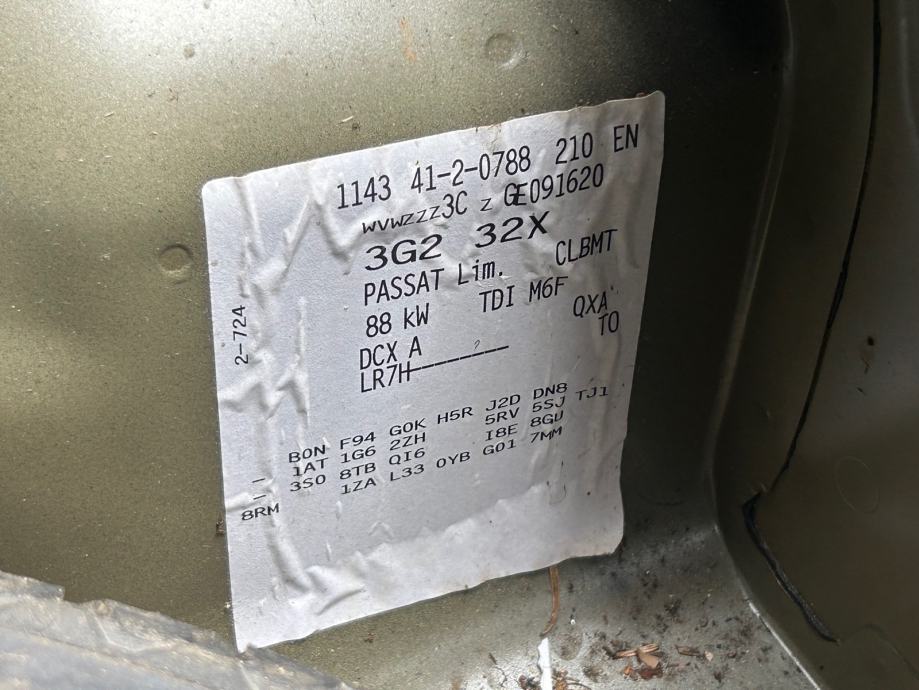 1143 41-2-0788 210 EN
WVWZZZ3C Z GE091620
3G2 32X
PASSAT Lim. CLBMT
88 kW TDI M6F
DCX A QXA
LR7H------- TO
2-724
B0N F94 G0K H5R J2D DN8
- 1AT 1G6 2ZH 5RV 5SJ TJ1
- 3S0 8TB QI6 I8E 8GU
8RM 1ZA L33 0YB G01 7MM